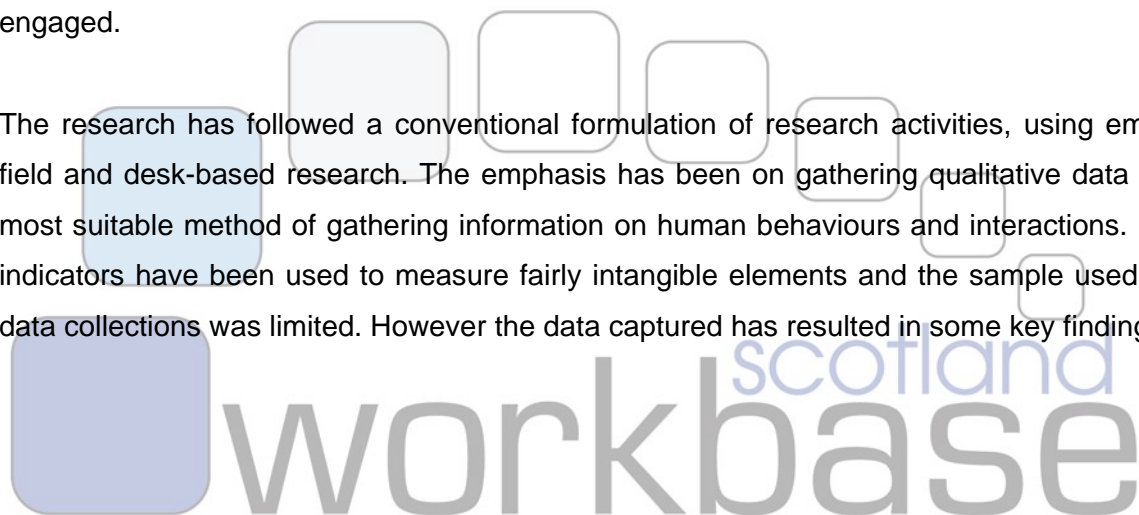 engaged.
The research has followed a conventional formulation of research activities, using em
field and desk-based research. The emphasis has been on gathering qualitative data
most suitable method of gathering information on human behaviours and interactions.
indicators have been used to measure fairly intangible elements and the sample used
data collections was limited. However the data captured has resulted in some key finding
scotland
workbase